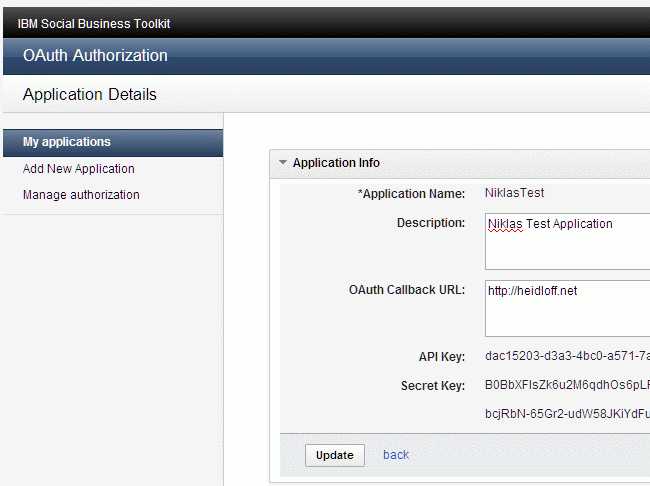 IBM Social Business Toolkit
OAuth Authorization
Application Details
My applications
Add New Application
Manage authorization
Application Info
*Application Name: NiklasTest
Description: Niklas Test Application
OAuth Callback URL: http://heidloff.net
API Key: dac15203-d3a3-4bc0-a571-7a
Secret Key: B0BbXFIsZk6u2M6qdhOs6pLF
bcjRbN-65Gr2-udW58JKiYdFu
Update back